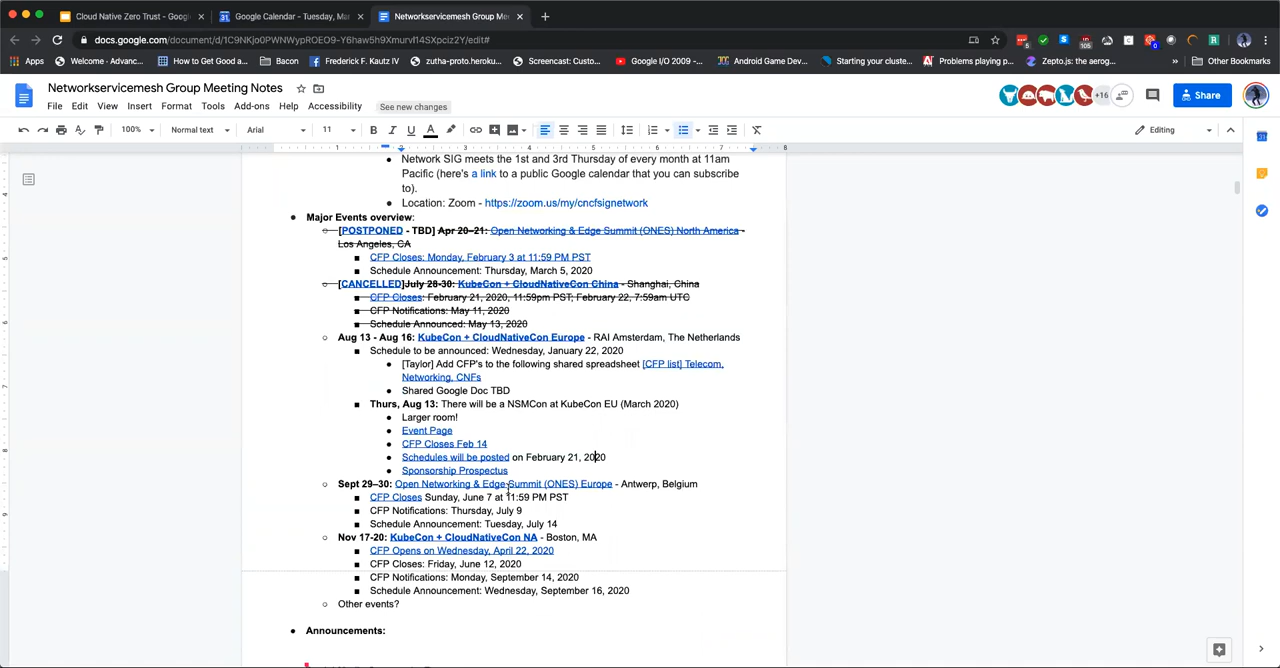 Cloud Native Zero Trust - Googl
Google Calendar - Tuesday, Mar
Networkservicemesh Group Mee
docs.google.com/document/d/1C9NKjo0PWNWypROEO9-Y6haw5h9Xmurvl14SXpciz2Y/edit#
Apps
Welcome - Advanc...
How to Get Good a...
Bacon
Frederick F. Kautz IV
zutha-proto.heroku...
Screencast: Custo...
Google I/O 2009 -...
Android Game Dev...
Starting your cluste...
Problems playing p...
Zepto.js: the aerog...
Other Bookmarks
Networkservicemesh Group Meeting Notes
File Edit View Insert Format Tools Add-ons Help Accessibility See new changes
+16
Share
100% Normal text Arial 11 Editing
1 2 3 4 5 6 7 8
Network SIG meets the 1st and 3rd Thursday of every month at 11am
Pacific (here's a link to a public Google calendar that you can subscribe
to).
Location: Zoom - https://zoom.us/my/cncfsignetwork
Major Events overview:
[POSTPONED - TBD] Apr 20–21: Open Networking & Edge Summit (ONES) North America -
Los Angeles, CA
CFP Closes: Monday, February 3 at 11:59 PM PST
Schedule Announcement: Thursday, March 5, 2020
[CANCELLED]July 28-30: KubeCon + CloudNativeCon China - Shanghai, China
CFP Closes: February 21, 2020, 11:59pm PST; February 22, 7:59am UTC
CFP Notifications: May 11, 2020
Schedule Announced: May 13, 2020
Aug 13 - Aug 16: KubeCon + CloudNativeCon Europe - RAI Amsterdam, The Netherlands
Schedule to be announced: Wednesday, January 22, 2020
[Taylor] Add CFP's to the following shared spreadsheet [CFP list] Telecom,
Networking, CNFs
Shared Google Doc TBD
Thurs, Aug 13: There will be a NSMCon at KubeCon EU (March 2020)
Larger room!
Event Page
CFP Closes Feb 14
Schedules will be posted on February 21, 2020
Sponsorship Prospectus
Sept 29–30: Open Networking & Edge Summit (ONES) Europe - Antwerp, Belgium
CFP Closes Sunday, June 7 at 11:59 PM PST
CFP Notifications: Thursday, July 9
Schedule Announcement: Tuesday, July 14
Nov 17-20: KubeCon + CloudNativeCon NA - Boston, MA
CFP Opens on Wednesday, April 22, 2020
CFP Closes: Friday, June 12, 2020
CFP Notifications: Monday, September 14, 2020
Schedule Announcement: Wednesday, September 16, 2020
Other events?
Announcements: